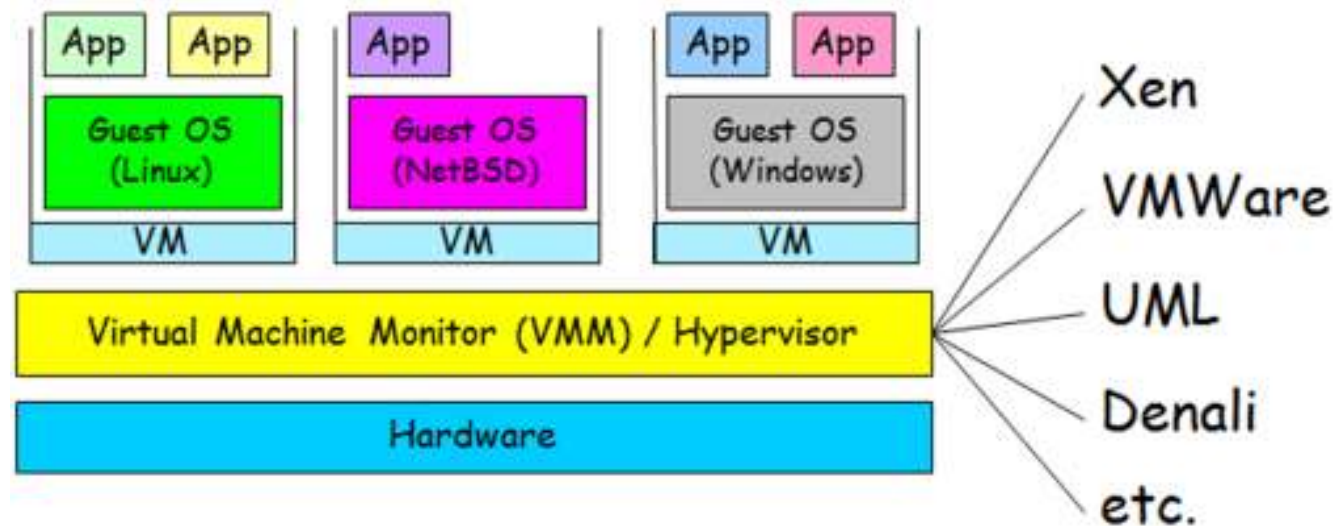 App
App
App
App
App
Guest OS
(Linux)
Guest OS
(NetBSD)
Guest OS
(Windows)
VM
VM
VM
Virtual Machine Monitor (VMM) / Hypervisor
Hardware
Xen
VMWare
UML
Denali
etc.